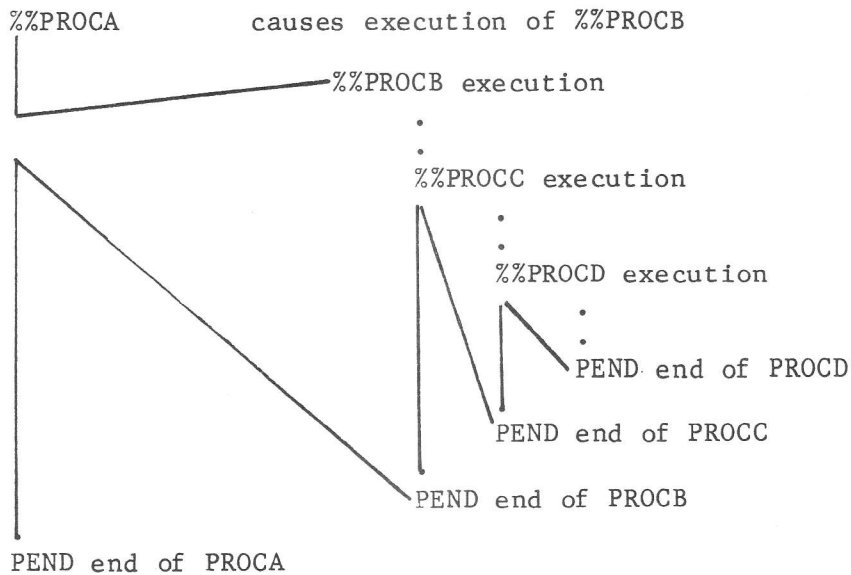 %%PROCA causes execution of %%PROCB
%%PROCB execution
%%PROCC execution
%%PROCD execution
PEND end of PROCD
PEND end of PROCC
PEND end of PROCB
PEND end of PROCA